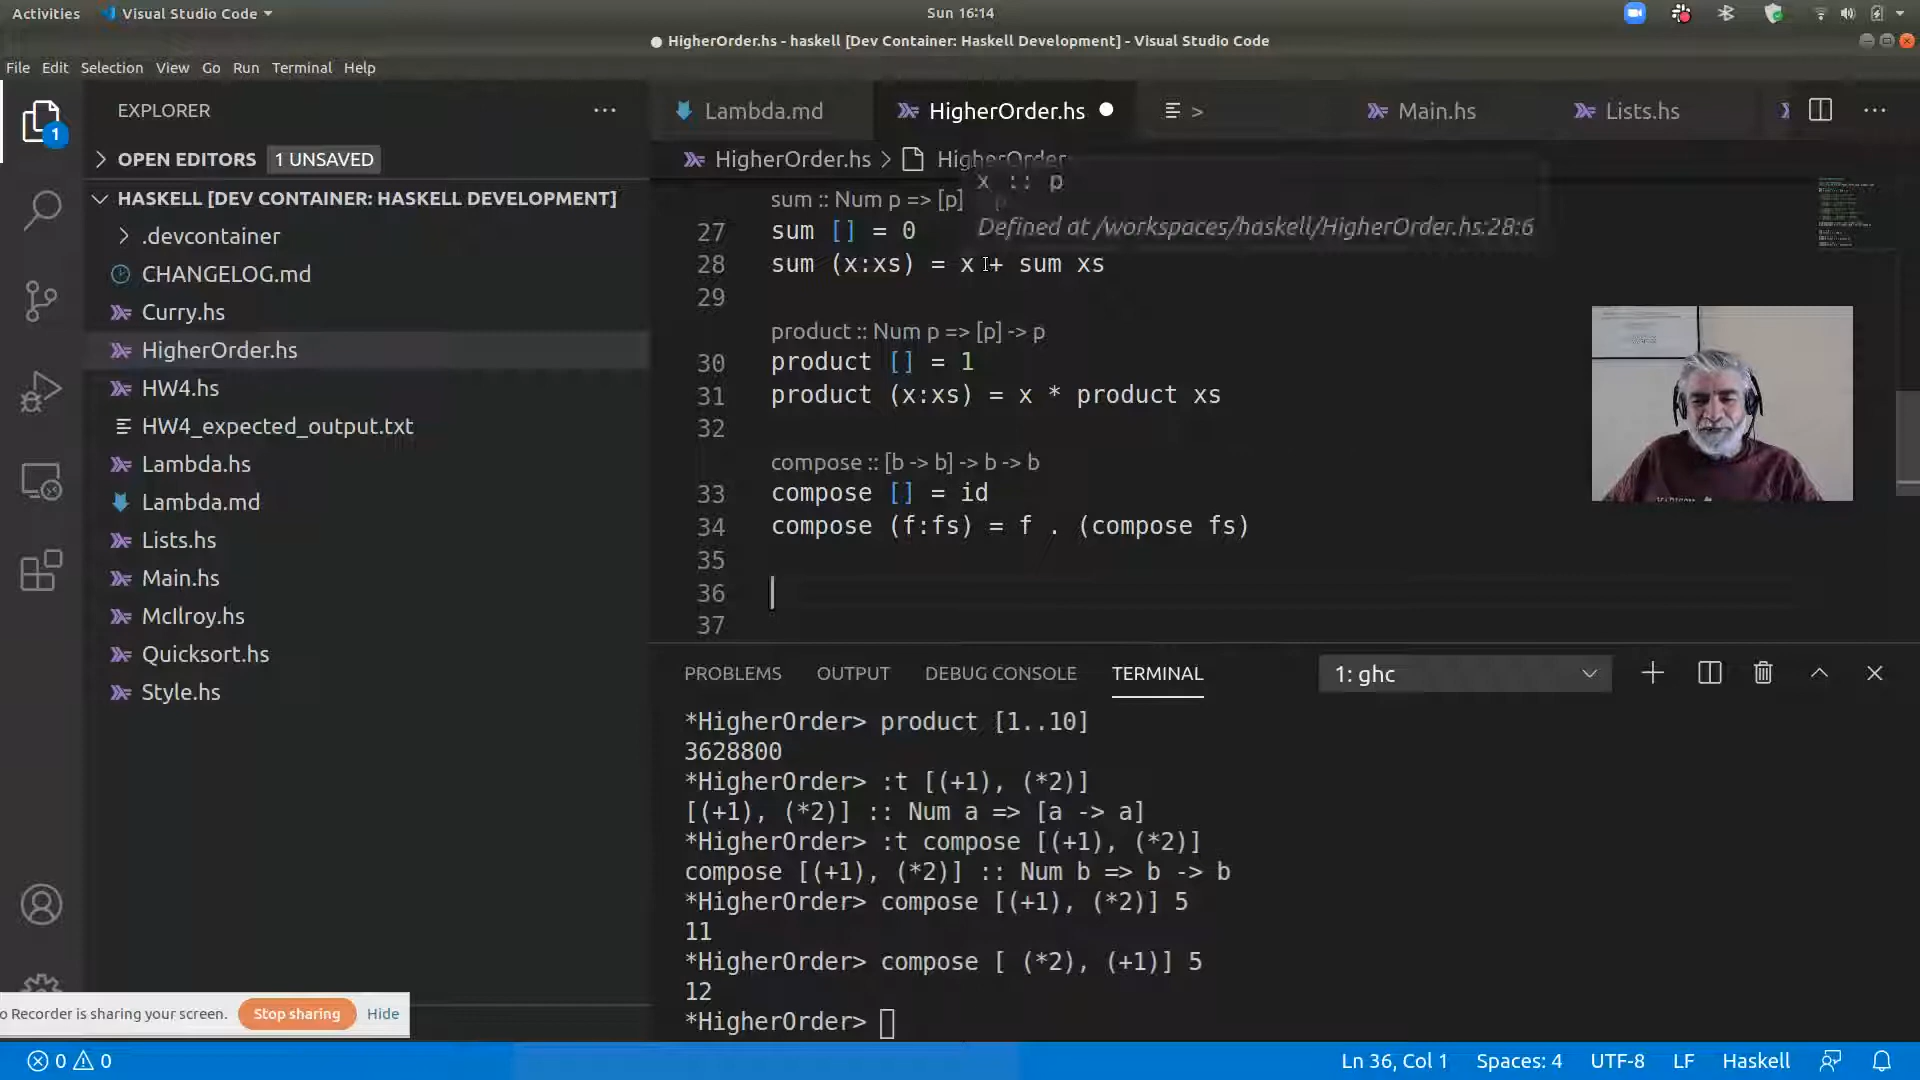 Activities
Visual Studio Code
Sun 16:14
HigherOrder.hs - haskell [Dev Container: Haskell Development] - Visual Studio Code
File Edit Selection View Go Run Terminal Help
EXPLORER
OPEN EDITORS 1 UNSAVED
HASKELL [DEV CONTAINER: HASKELL DEVELOPMENT]
.devcontainer
CHANGELOG.md
Curry.hs
HigherOrder.hs
HW4.hs
HW4_expected_output.txt
Lambda.hs
Lambda.md
Lists.hs
Main.hs
McIlroy.hs
Quicksort.hs
Style.hs
1
Lambda.md HigherOrder.hs > Main.hs Lists.hs
HigherOrder.hs > HigherOrder
x :: p
Defined at /workspaces/haskell/HigherOrder.hs:28:6
sum :: Num p => [p]
27 sum [] = 0
28 sum (x:xs) = x + sum xs
29
product :: Num p => [p] -> p
30 product [] = 1
31 product (x:xs) = x * product xs
32
compose :: [b -> b] -> b -> b
33 compose [] = id
34 compose (f:fs) = f . (compose fs)
35
36
37
PROBLEMS OUTPUT DEBUG CONSOLE TERMINAL 1: ghc
*HigherOrder> product [1..10]
3628800
*HigherOrder> :t [(+1), (*2)]
[(+1), (*2)] :: Num a => [a -> a]
*HigherOrder> :t compose [(+1), (*2)]
compose [(+1), (*2)] :: Num b => b -> b
*HigherOrder> compose [(+1), (*2)] 5
11
*HigherOrder> compose [ (*2), (+1)] 5
12
*HigherOrder>
o Recorder is sharing your screen. Stop sharing Hide
0 0
Ln 36, Col 1 Spaces: 4 UTF-8 LF Haskell